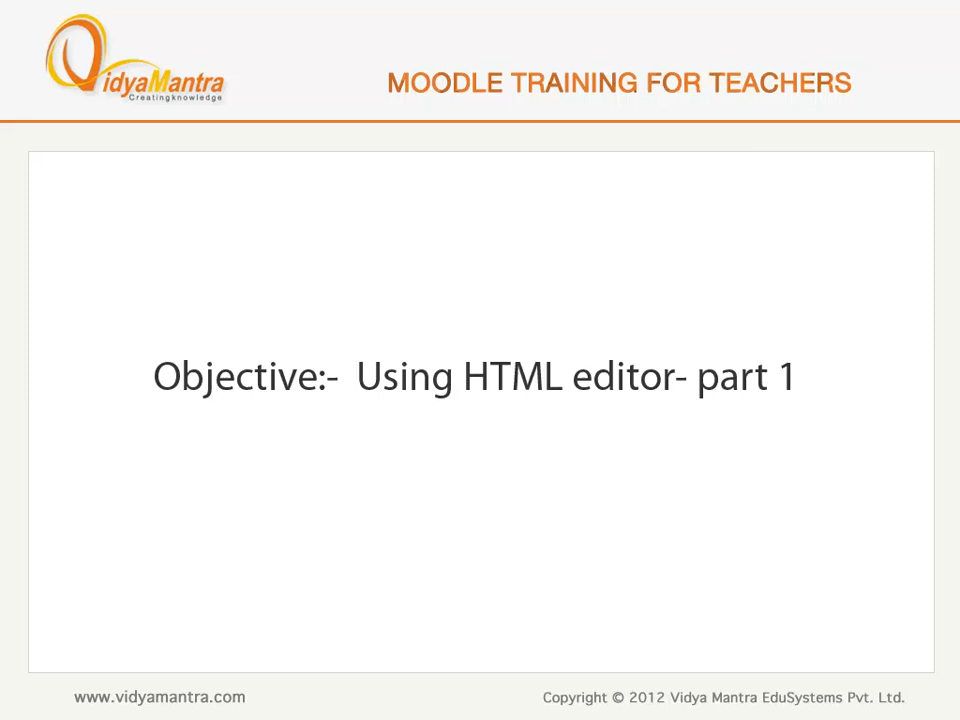 VidyaMantra
Creatingknowledge
MOODLE TRAINING FOR TEACHERS
Objective:- Using HTML editor- part 1
www.vidyamantra.com
Copyright © 2012 Vidya Mantra EduSystems Pvt. Ltd.